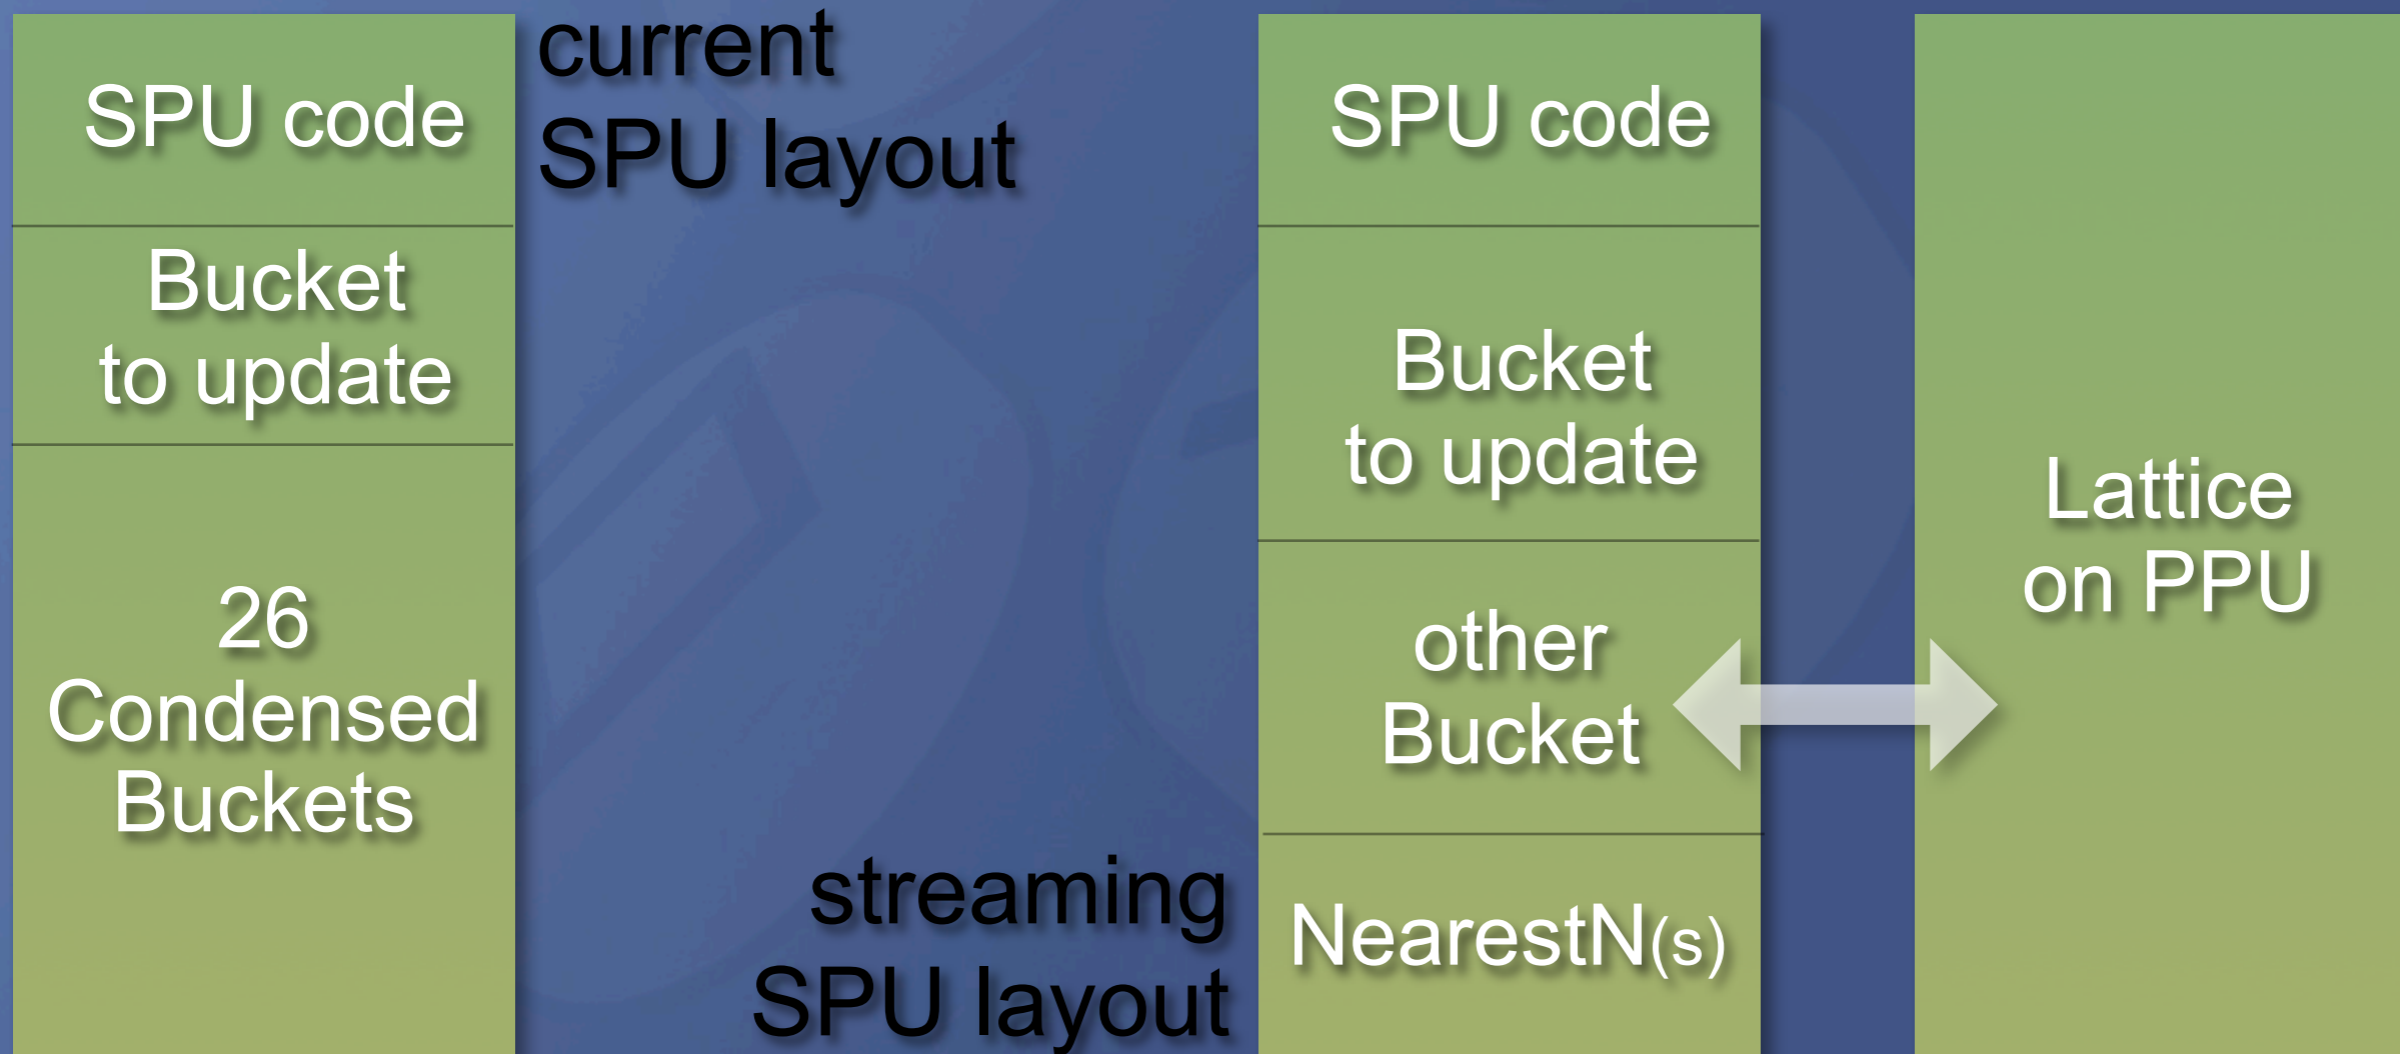 SPU code
Bucket
to update
26
Condensed
Buckets
current
SPU layout
streaming
SPU layout
SPU code
Bucket
to update
other
Bucket
NearestN(s)
Lattice
on PPU